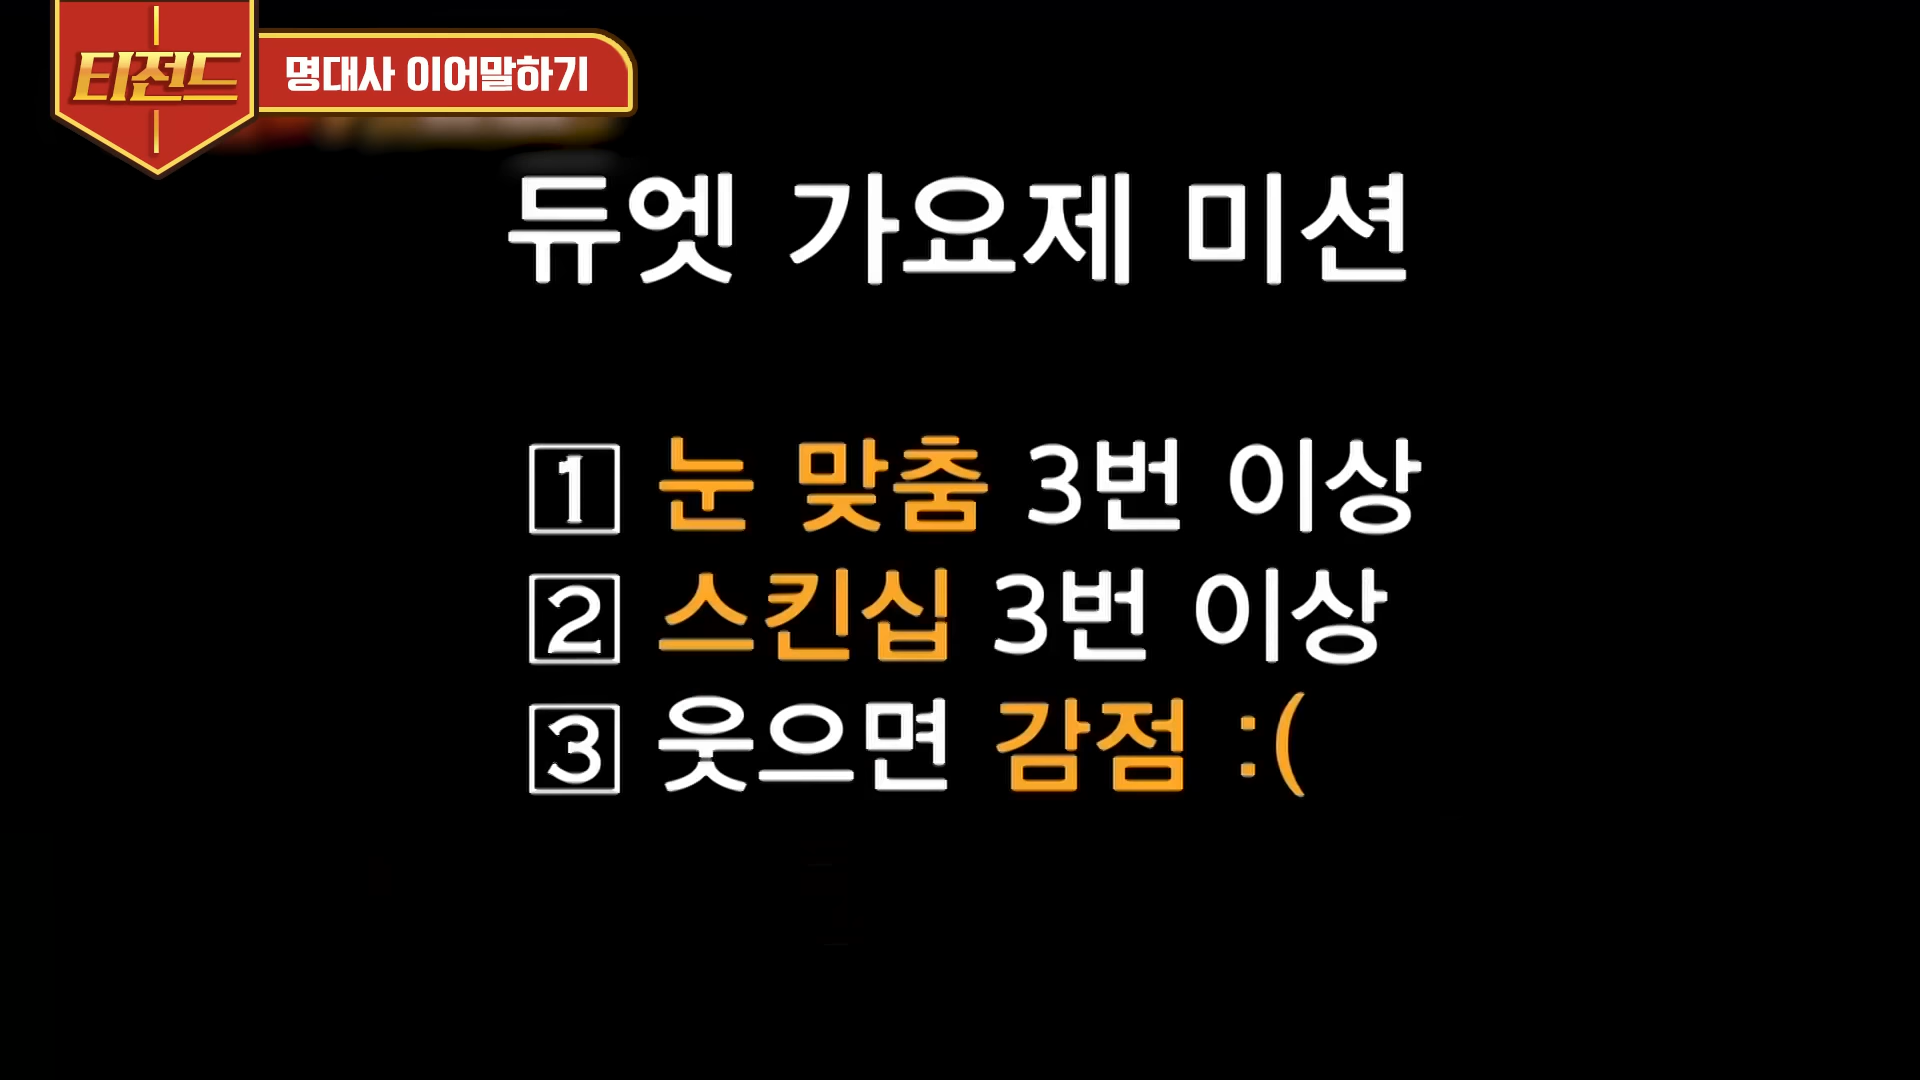 티전드
명대사 이어말하기
듀엣 가요제 미션
1 눈 맞춤 3번 이상
2 스킨십 3번 이상
3 웃으면 감점 :(